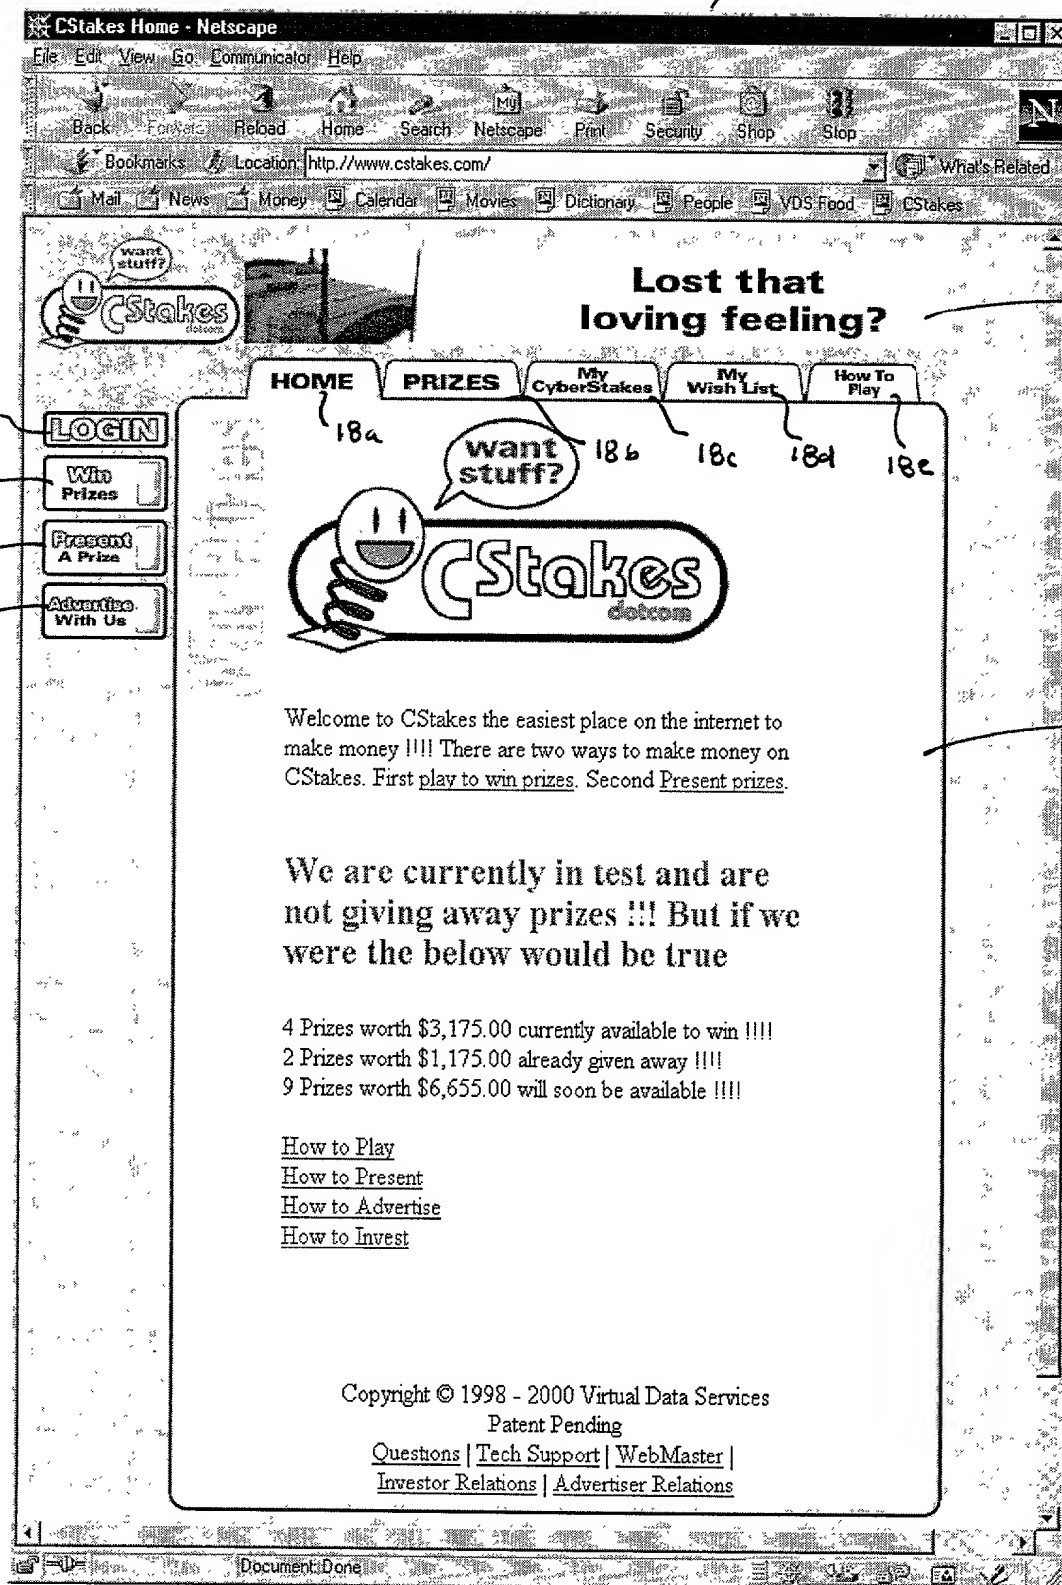 CStakes Home - Netscape
File Edit View Go Communicator Help
Back Forward Reload Home Search Netscape Print Security Shop Stop
My
N
Bookmarks Location: http://www.cstakes.com/ What's Related
Mail News Money Calendar Movies Dictionary People VDS Food CStakes
want
stuff?
CStakes
dotcom
Lost that
loving feeling?
HOME PRIZES My CyberStakes My Wish List How To Play
18a 18b 18c 18d 18e
LOGIN
Win
Prizes
Present
A Prize
Advertise
With Us
want
stuff?
CStakes
dotcom
Welcome to CStakes the easiest place on the internet to
make money !!!! There are two ways to make money on
CStakes. First play to win prizes. Second Present prizes.
We are currently in test and are
not giving away prizes !!! But if we
were the below would be true
4 Prizes worth $3,175.00 currently available to win !!!!
2 Prizes worth $1,175.00 already given away !!!!
9 Prizes worth $6,655.00 will soon be available !!!!
How to Play
How to Present
How to Advertise
How to Invest
Copyright © 1998 - 2000 Virtual Data Services
Patent Pending
Questions | Tech Support | WebMaster |
Investor Relations | Advertiser Relations
Document: Done